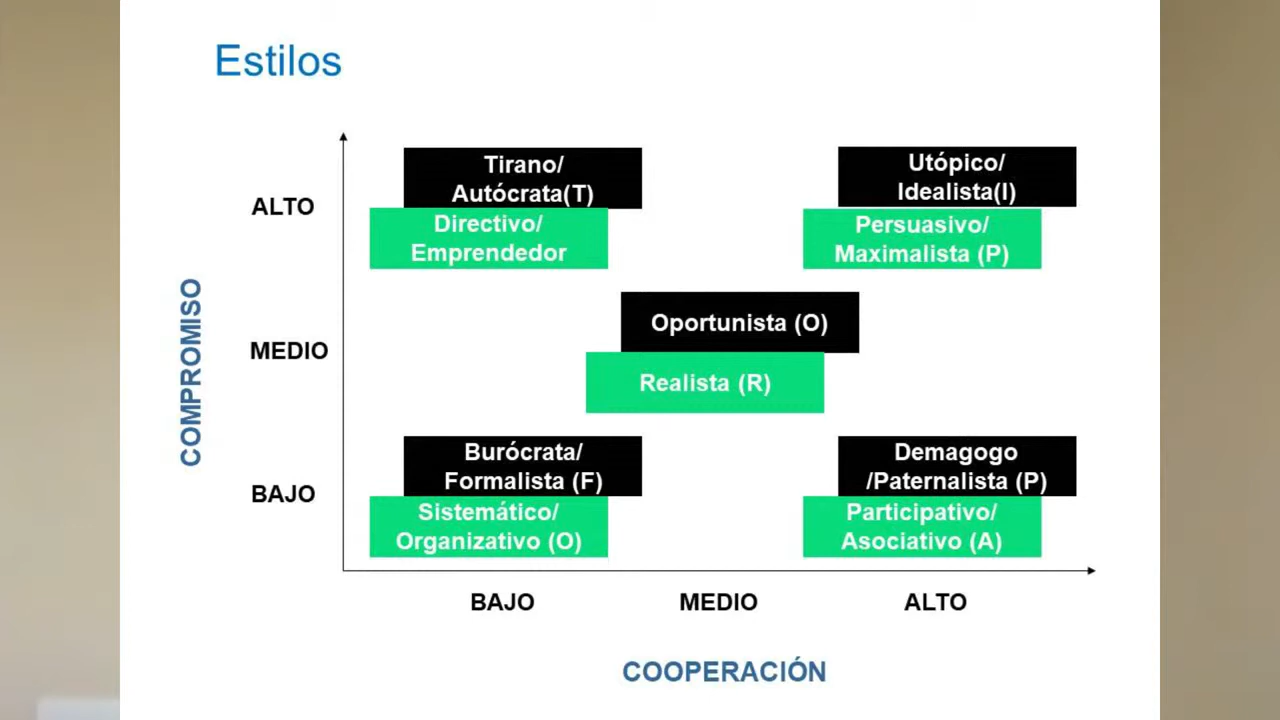 Estilos
Tirano/
Autócrata(T)
Utópico/
Idealista(I)
ALTO
Directivo/
Emprendedor
Persuasivo/
Maximalista (P)
COMPROMISO
Oportunista (O)
MEDIO
Realista (R)
Burócrata/
Formalista (F)
Demagogo
/Paternalista (P)
BAJO
Sistemático/
Organizativo (O)
Participativo/
Asociativo (A)
BAJO
MEDIO
ALTO
COOPERACIÓN